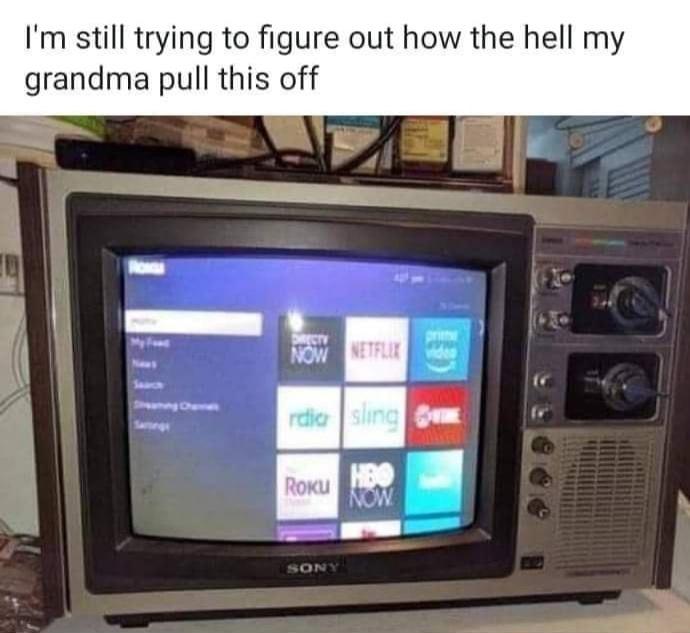 I'm still trying to figure out how the hell my
grandma pull this off
ROKU
Home
My Feed
News
Search
Streaming Channels
Settings
DIRECTV
NOW
NETFLIX
prime
video
rdio
sling
ROKU
HBO
NOW
SONY